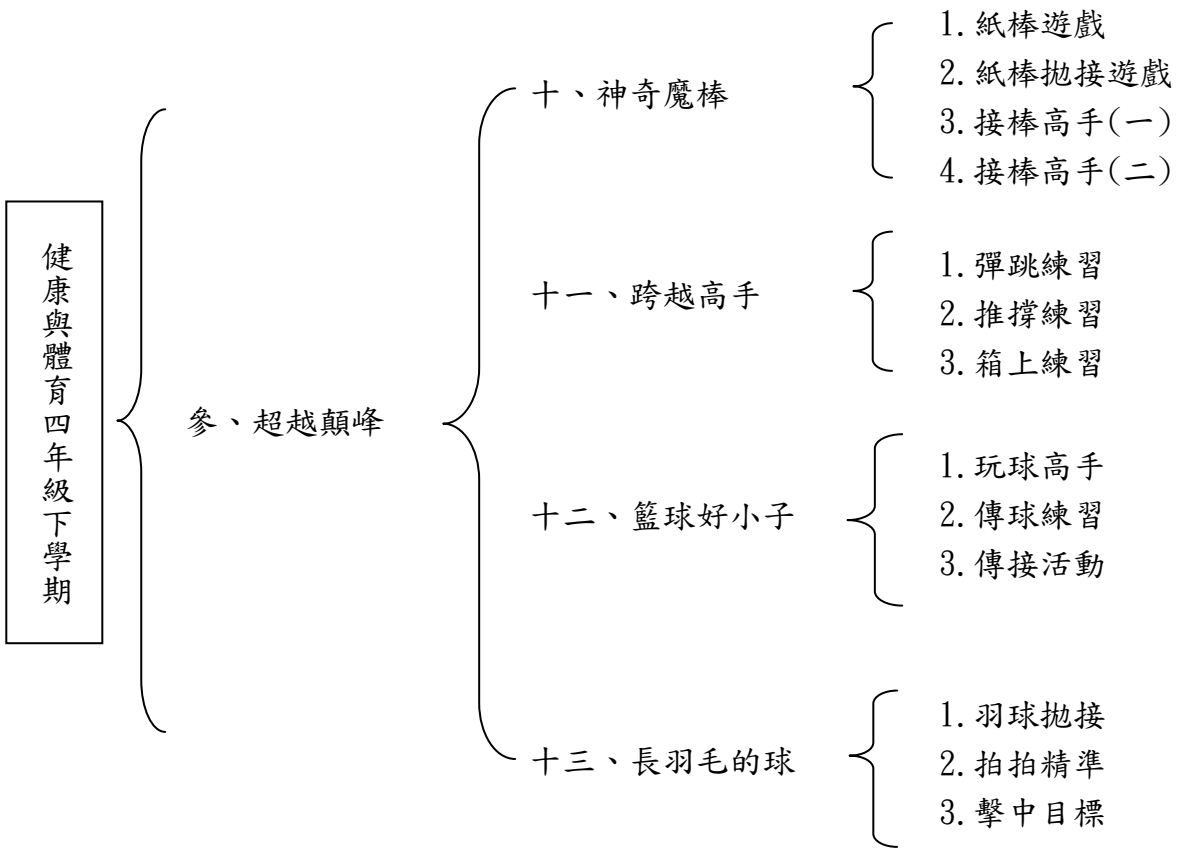 健康與體育四年級下學期
參、超越顛峰
十、神奇魔棒
1.紙棒遊戲
2.紙棒拋接遊戲
3.接棒高手(一)
4.接棒高手(二)
十一、跨越高手
1.彈跳練習
2.推撐練習
3.箱上練習
十二、籃球好小子
1.玩球高手
2.傳球練習
3.傳接活動
十三、長羽毛的球
1.羽球拋接
2.拍拍精準
3.擊中目標